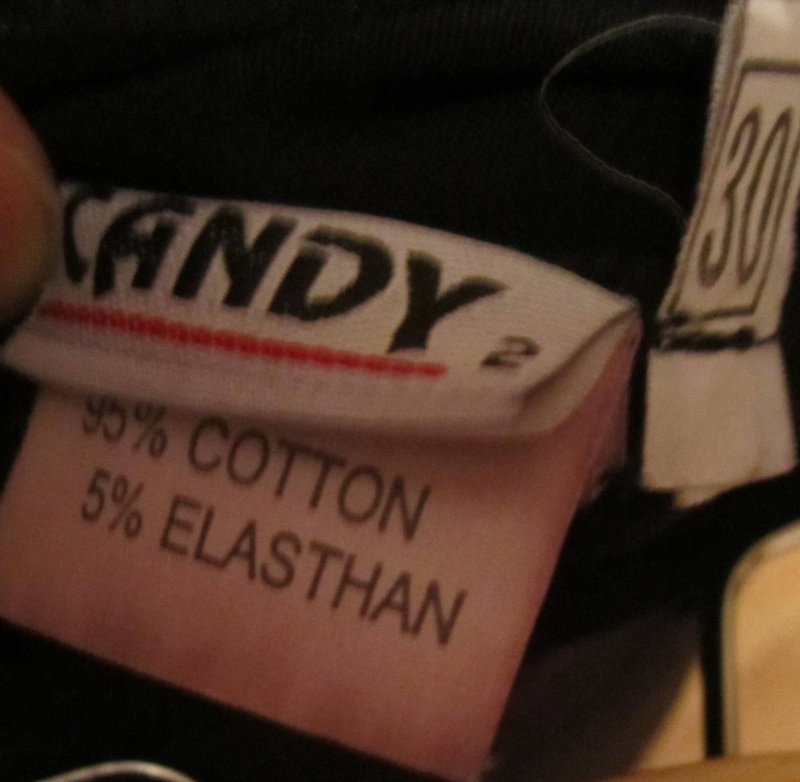 CANDY 2
95% COTTON
5% ELASTHAN
30